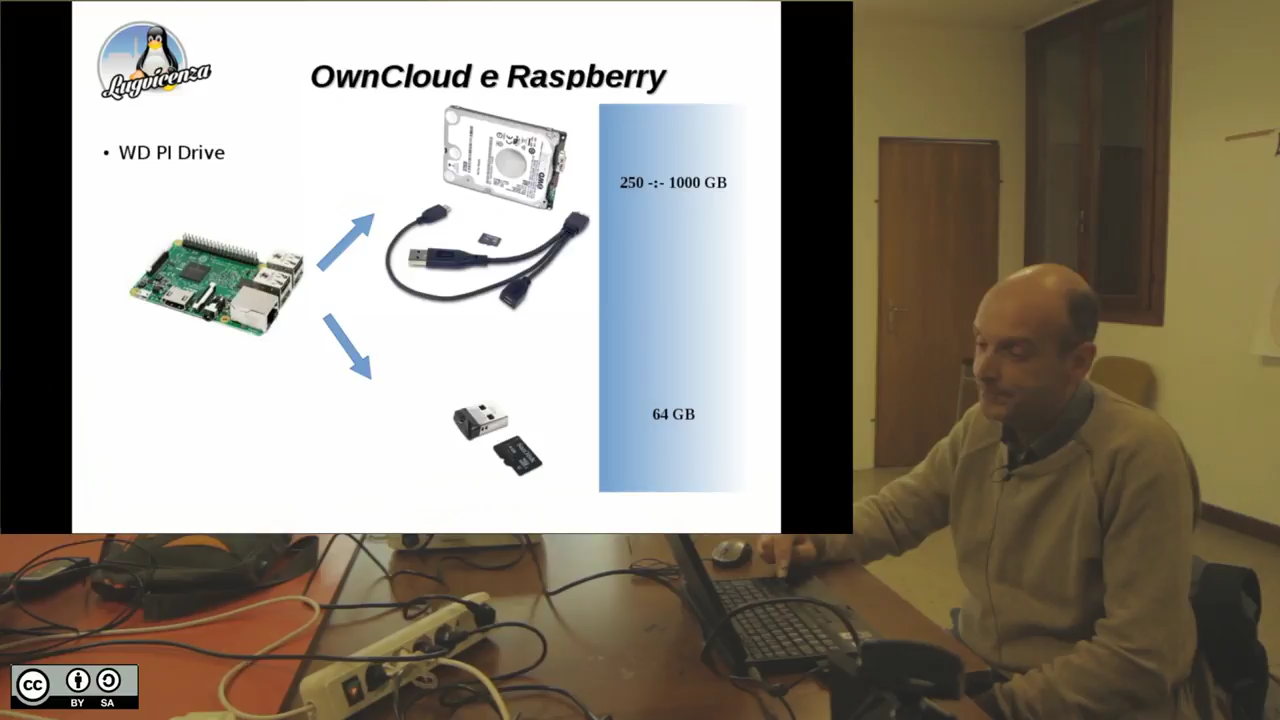 Lugvicenza
OwnCloud e Raspberry
• WD PI Drive
250 -:- 1000 GB
64 GB
cc
BY SA